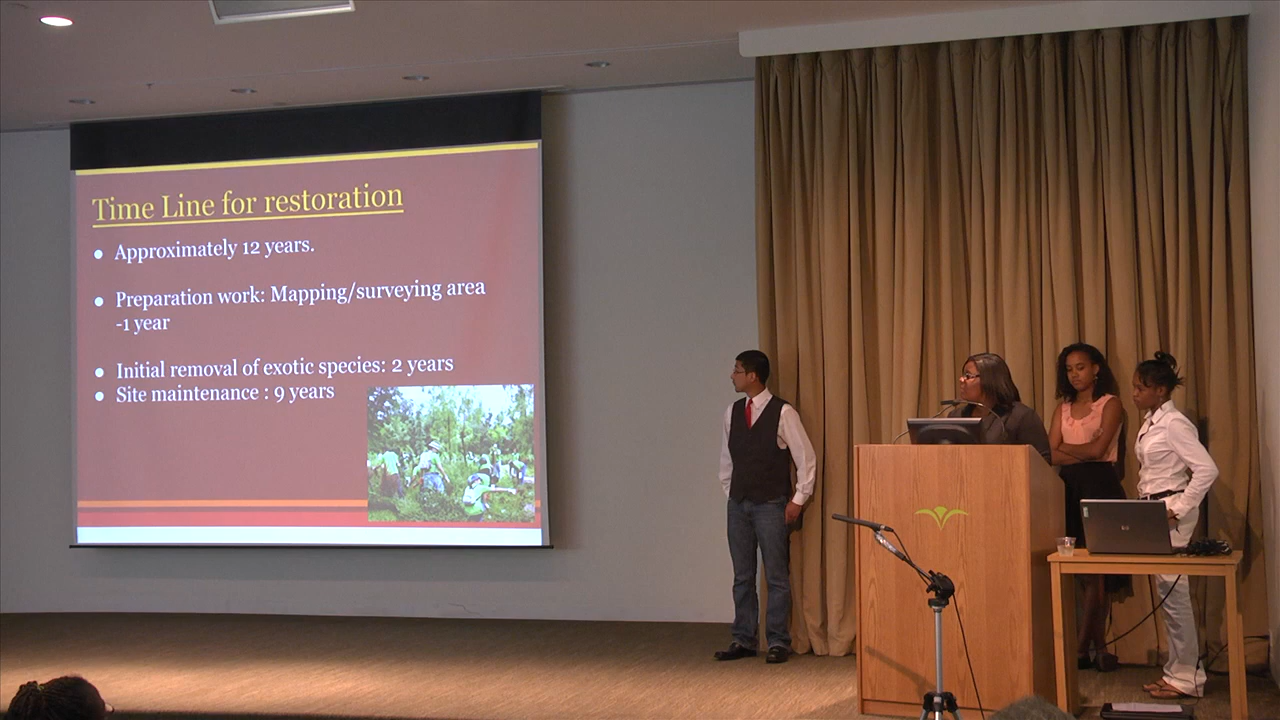 Time Line for restoration
Approximately 12 years.
Preparation work: Mapping/surveying area
-1 year
Initial removal of exotic species: 2 years
Site maintenance : 9 years